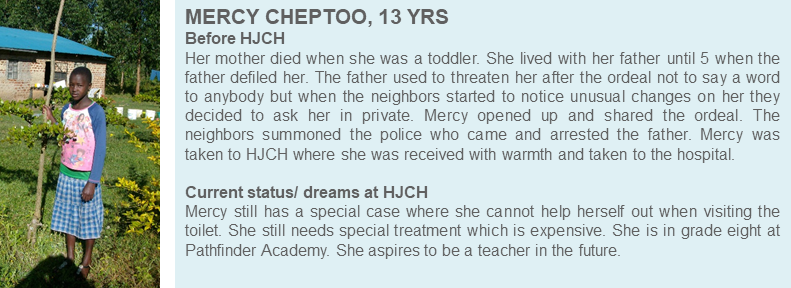 MERCY CHEPTOO, 13 YRS
Before HJCH
Her mother died when she was a toddler. She lived with her father until 5 when the
father defiled her. The father used to threaten her after the ordeal not to say a word
to anybody but when the neighbors started to notice unusual changes on her they
decided to ask her in private. Mercy opened up and shared the ordeal. The
neighbors summoned the police who came and arrested the father. Mercy was
taken to HJCH where she was received with warmth and taken to the hospital.
Current status/ dreams at HJCH
Mercy still has a special case where she cannot help herself out when visiting the
toilet. She still needs special treatment which is expensive. She is in grade eight at
Pathfinder Academy. She aspires to be a teacher in the future.